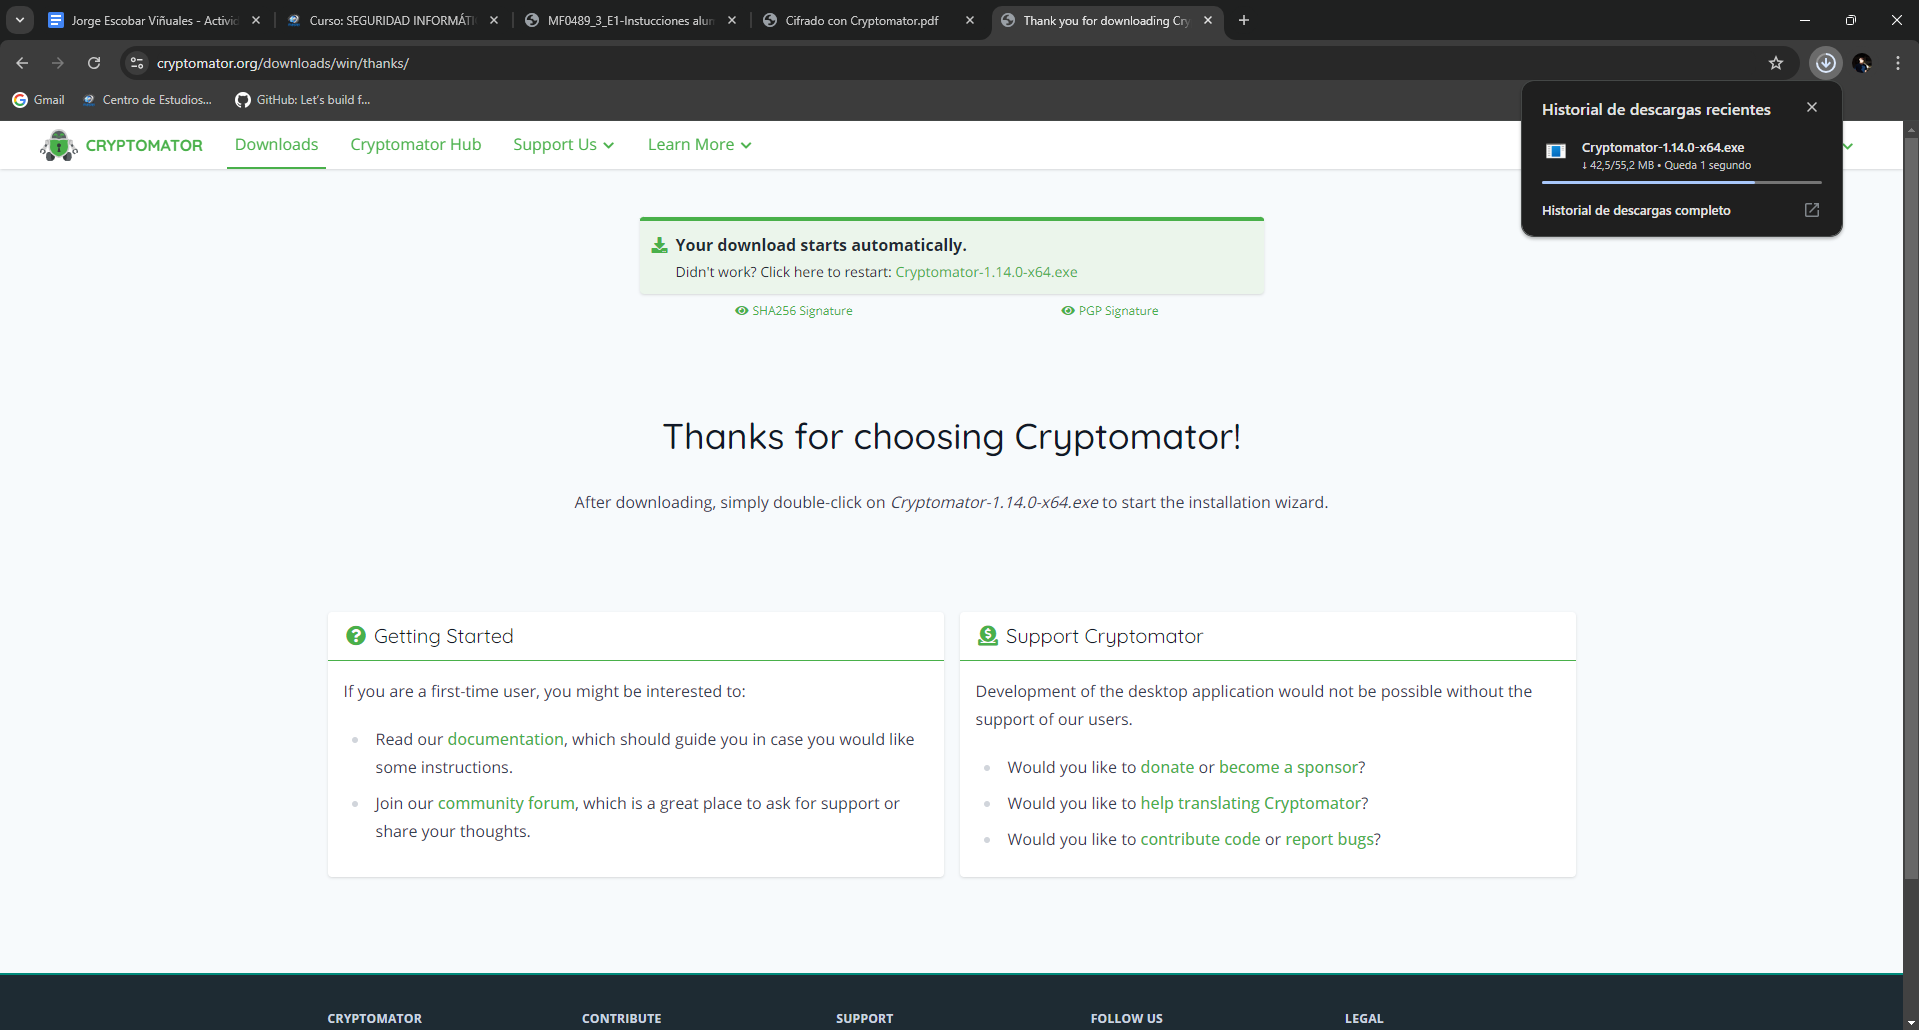 Jorge Escobar Viñuales - Activid
Curso: SEGURIDAD INFORMÁTI
MF0489_3_E1-Instucciones alun
Cifrado con Cryptomator.pdf
Thank you for downloading Cry
cryptomator.org/downloads/win/thanks/
Gmail
Centro de Estudios...
GitHub: Let's build f...
Historial de descargas recientes
Cryptomator-1.14.0-x64.exe
↓ 42,5/55,2 MB • Queda 1 segundo
Historial de descargas completo
CRYPTOMATOR
Downloads
Cryptomator Hub
Support Us
Learn More
Your download starts automatically.
Didn't work? Click here to restart: Cryptomator-1.14.0-x64.exe
SHA256 Signature
PGP Signature
Thanks for choosing Cryptomator!
After downloading, simply double-click on Cryptomator-1.14.0-x64.exe to start the installation wizard.
Getting Started
If you are a first-time user, you might be interested to:
Read our documentation, which should guide you in case you would like
some instructions.
Join our community forum, which is a great place to ask for support or
share your thoughts.
Support Cryptomator
Development of the desktop application would not be possible without the
support of our users.
Would you like to donate or become a sponsor?
Would you like to help translating Cryptomator?
Would you like to contribute code or report bugs?
CRYPTOMATOR
CONTRIBUTE
SUPPORT
FOLLOW US
LEGAL